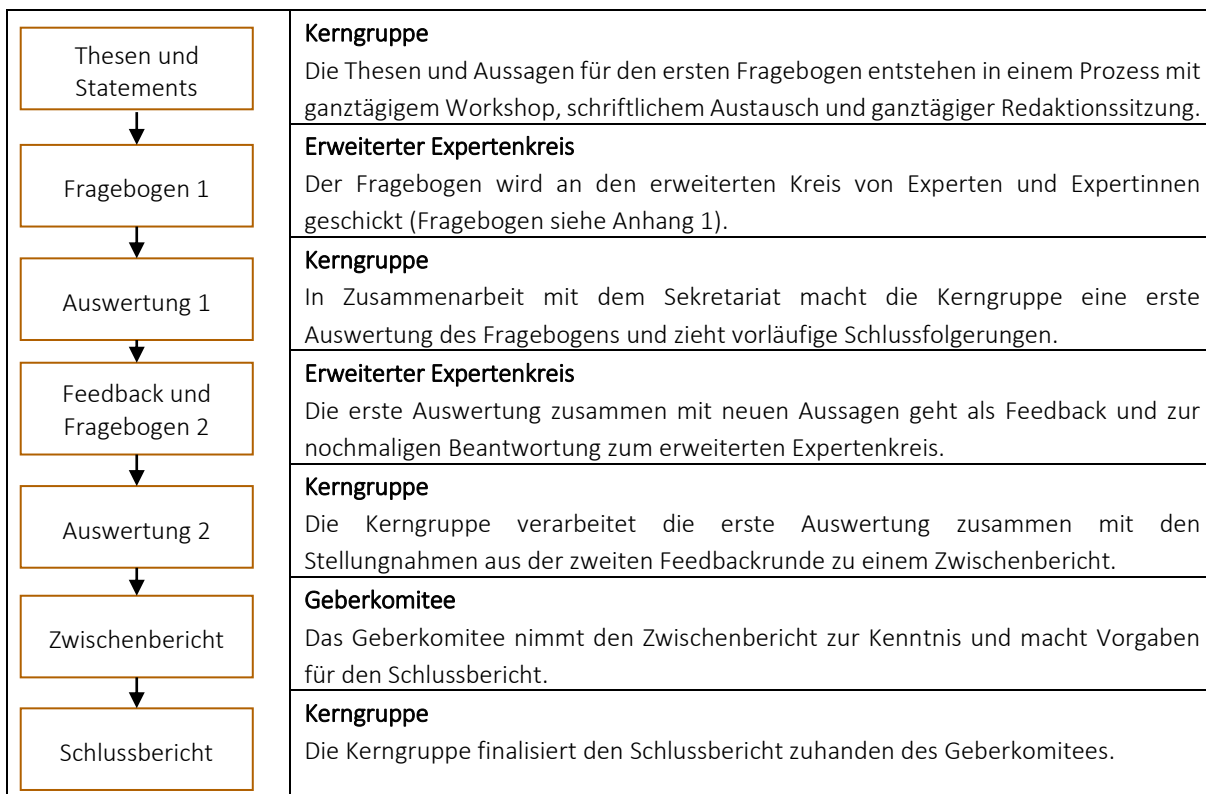 Thesen und
Statements
Kerngruppe
Die Thesen und Aussagen für den ersten Fragebogen entstehen in einem Prozess mit
ganztägigem Workshop, schriftlichem Austausch und ganztägiger Redaktionssitzung.
Fragebogen 1
Erweiterter Expertenkreis
Der Fragebogen wird an den erweiterten Kreis von Experten und Expertinnen
geschickt (Fragebogen siehe Anhang 1).
Auswertung 1
Kerngruppe
In Zusammenarbeit mit dem Sekretariat macht die Kerngruppe eine erste
Auswertung des Fragebogens und zieht vorläufige Schlussfolgerungen.
Feedback und
Fragebogen 2
Erweiterter Expertenkreis
Die erste Auswertung zusammen mit neuen Aussagen geht als Feedback und zur
nochmaligen Beantwortung zum erweiterten Expertenkreis.
Auswertung 2
Kerngruppe
Die Kerngruppe verarbeitet die erste Auswertung zusammen mit den
Stellungnahmen aus der zweiten Feedbackrunde zu einem Zwischenbericht.
Zwischenbericht
Geberkomitee
Das Geberkomitee nimmt den Zwischenbericht zur Kenntnis und macht Vorgaben
für den Schlussbericht.
Schlussbericht
Kerngruppe
Die Kerngruppe finalisiert den Schlussbericht zuhanden des Geberkomitees.